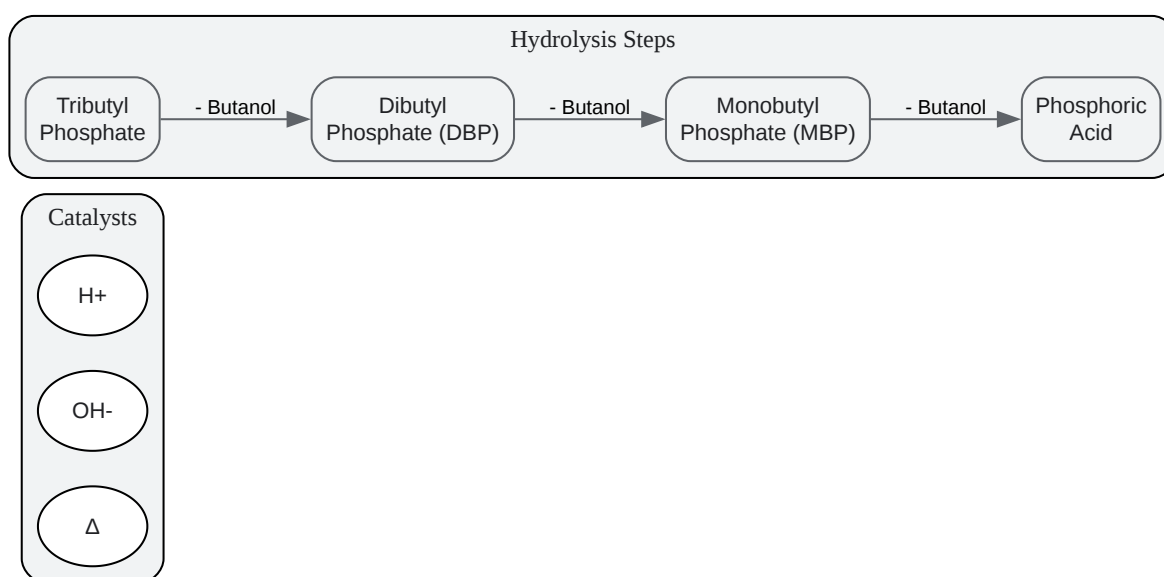 Hydrolysis Steps
Tributyl
Phosphate
- Butanol
Dibutyl
Phosphate (DBP)
- Butanol
Monobutyl
Phosphate (MBP)
- Butanol
Phosphoric
Acid
Catalysts
H+
OH-
Δ